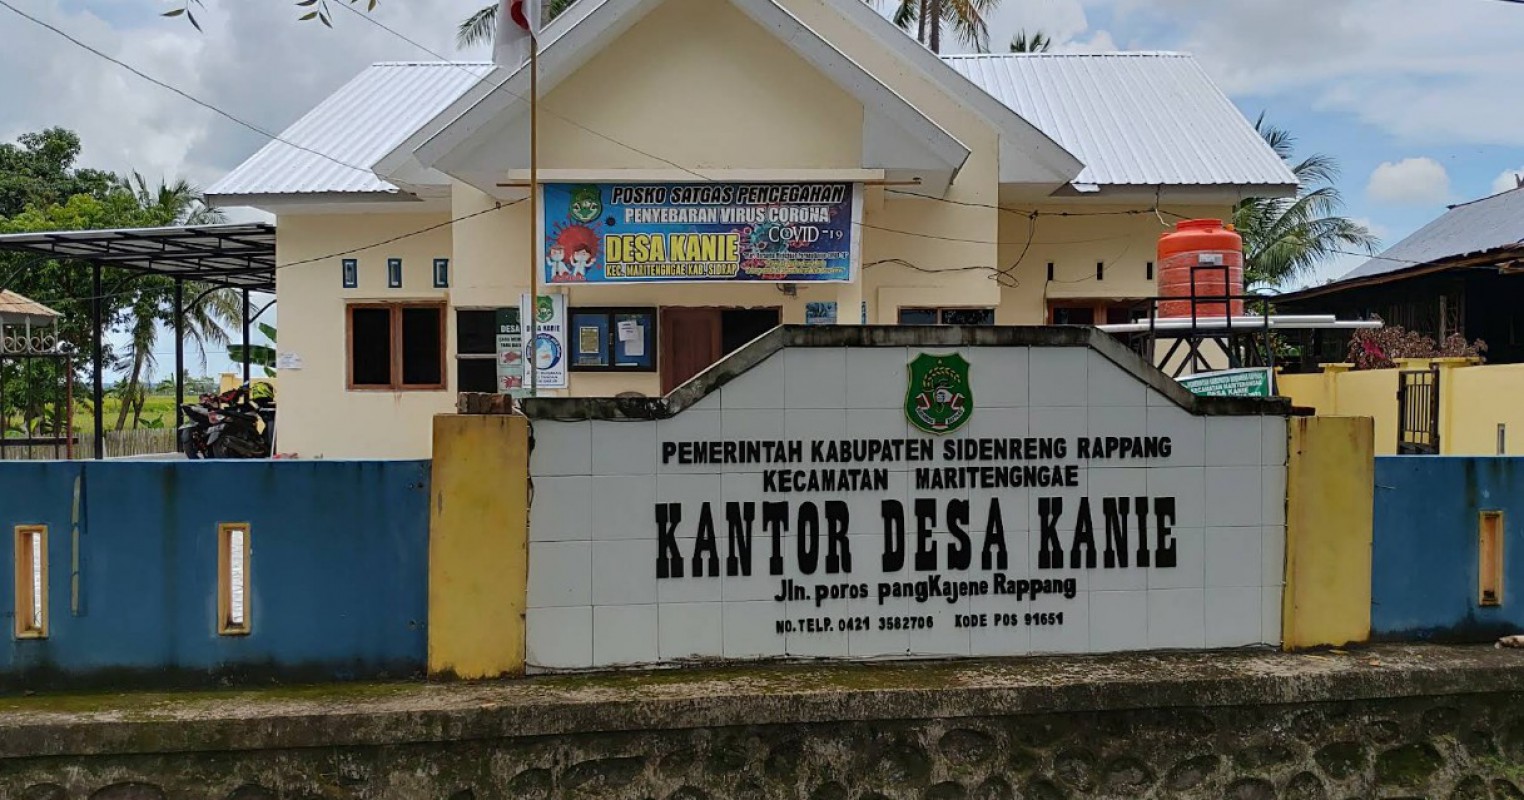 POSKO SATGAS PENCEGAHAN
PENYEBARAN VIRUS CORONA
COVID-19
DESA KANIE
KEC. MARITENGNGAE KAB. SIDRAP
DESA
PEMERINTAH KABUPATEN SIDENRENG RAPPANG
KECAMATAN MARITENGNGAE
KANTOR DESA KANIE
Jln. poros pangKajene Rappang
NO. TELP. 0421 3582706 KODE POS 91651